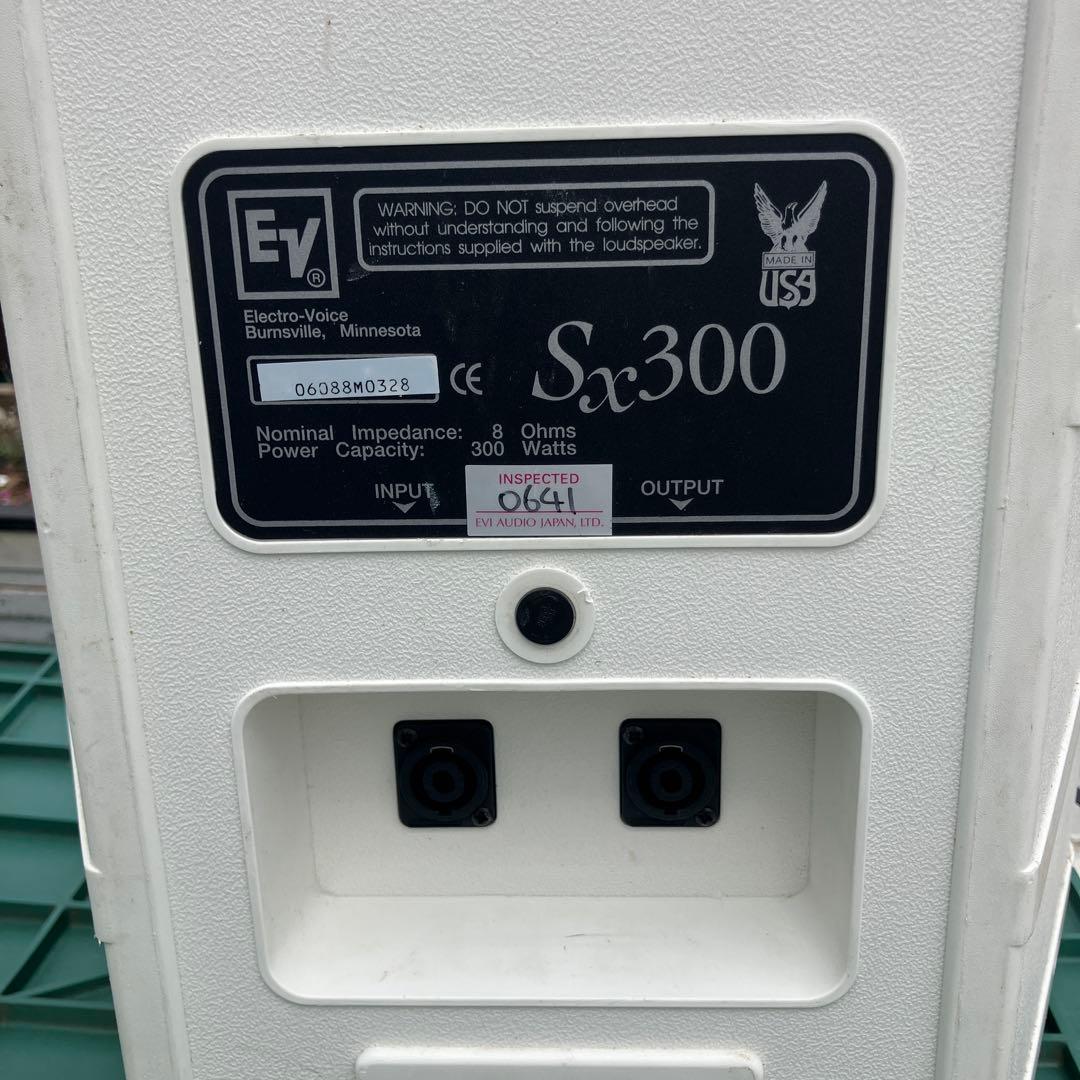 EV®
WARNING: DO NOT suspend overhead
without understanding and following the
instructions supplied with the loudspeaker.
MADE IN
USA
Electro-Voice
Burnsville, Minnesota
06088M0328
CE
Sx300
Nominal Impedance: 8 Ohms
Power Capacity: 300 Watts
INPUT
INSPECTED
0641
EVI AUDIO JAPAN, LTD.
OUTPUT